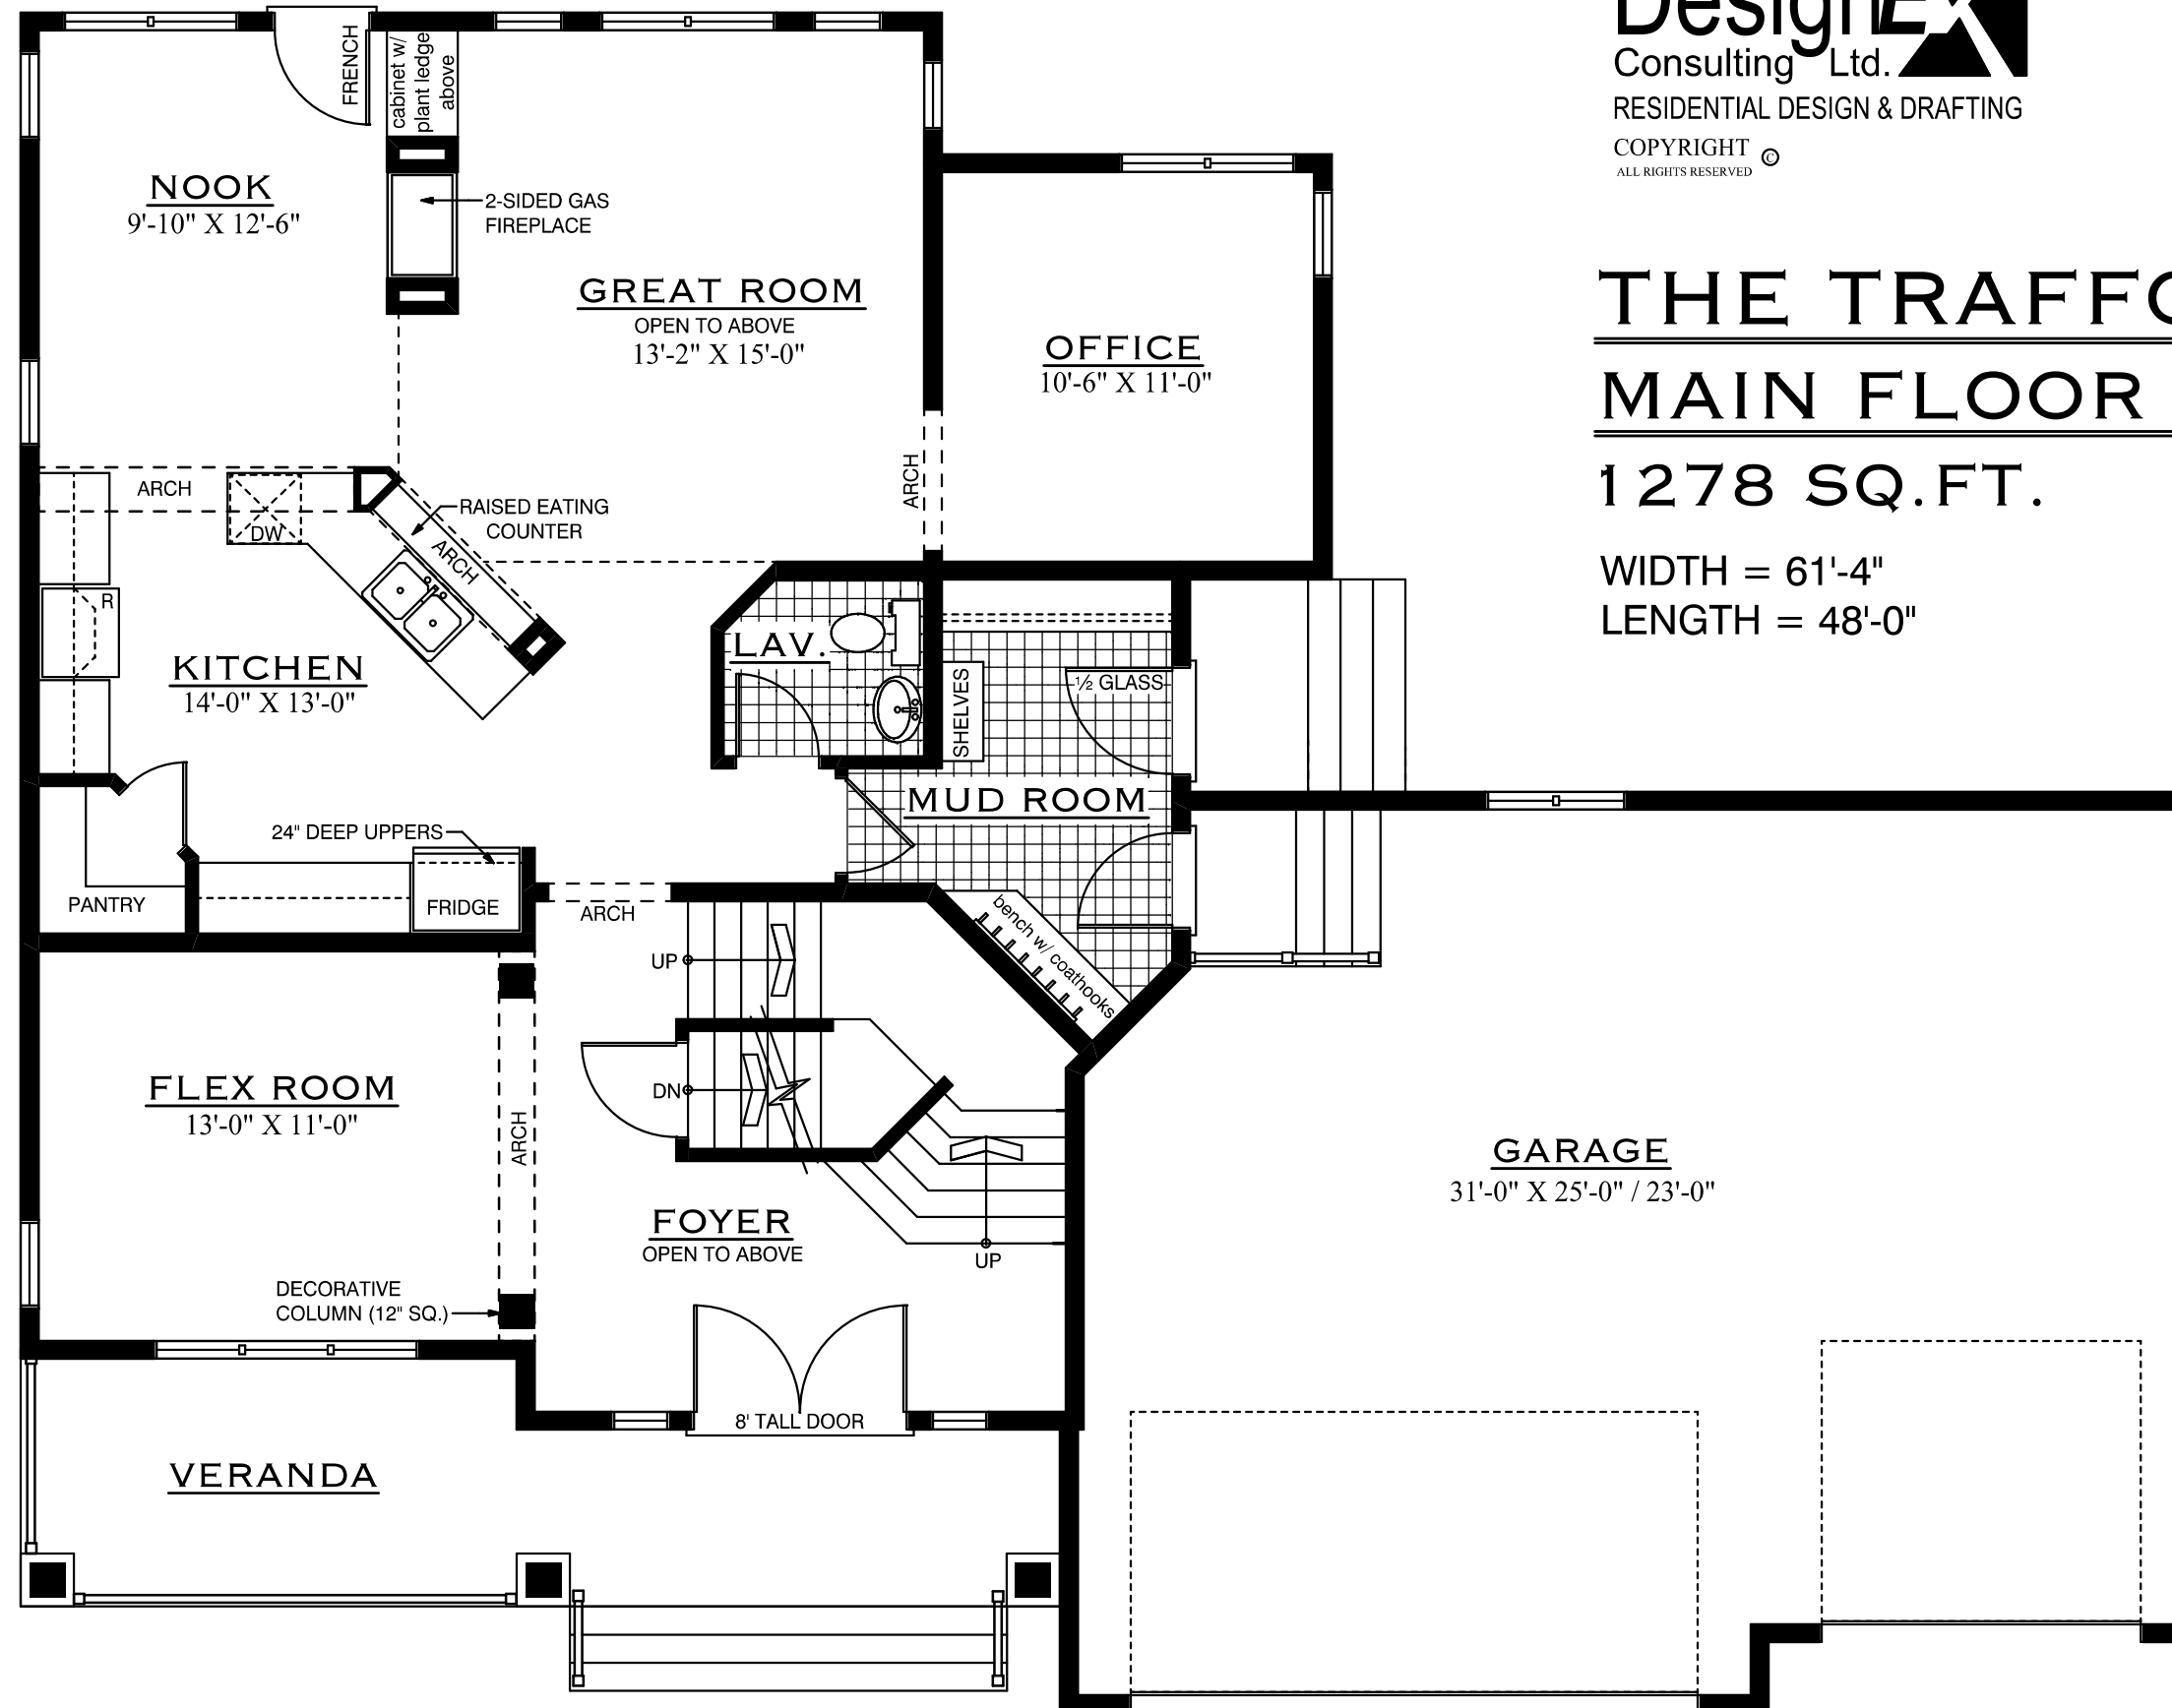 DesignEX
Consulting Ltd.
RESIDENTIAL DESIGN & DRAFTING
COPYRIGHT ©
ALL RIGHTS RESERVED
THE TRAFFO
MAIN FLOOR
1278 SQ.FT.
WIDTH = 61'-4"
LENGTH = 48'-0"
FRENCH
cabinet w/
plant ledge
above
NOOK
9'-10" X 12'-6"
2-SIDED GAS
FIREPLACE
GREAT ROOM
OPEN TO ABOVE
13'-2" X 15'-0"
OFFICE
10'-6" X 11'-0"
ARCH
ARCH
DW
RAISED EATING
COUNTER
ARCH
R
KITCHEN
14'-0" X 13'-0"
LAV.
SHELVES
½ GLASS
MUD ROOM
24" DEEP UPPERS
PANTRY
FRIDGE
ARCH
bench w/ coathooks
UP
DN
FLEX ROOM
13'-0" X 11'-0"
ARCH
GARAGE
31'-0" X 25'-0" / 23'-0"
FOYER
OPEN TO ABOVE
UP
DECORATIVE
COLUMN (12" SQ.)
8' TALL DOOR
VERANDA